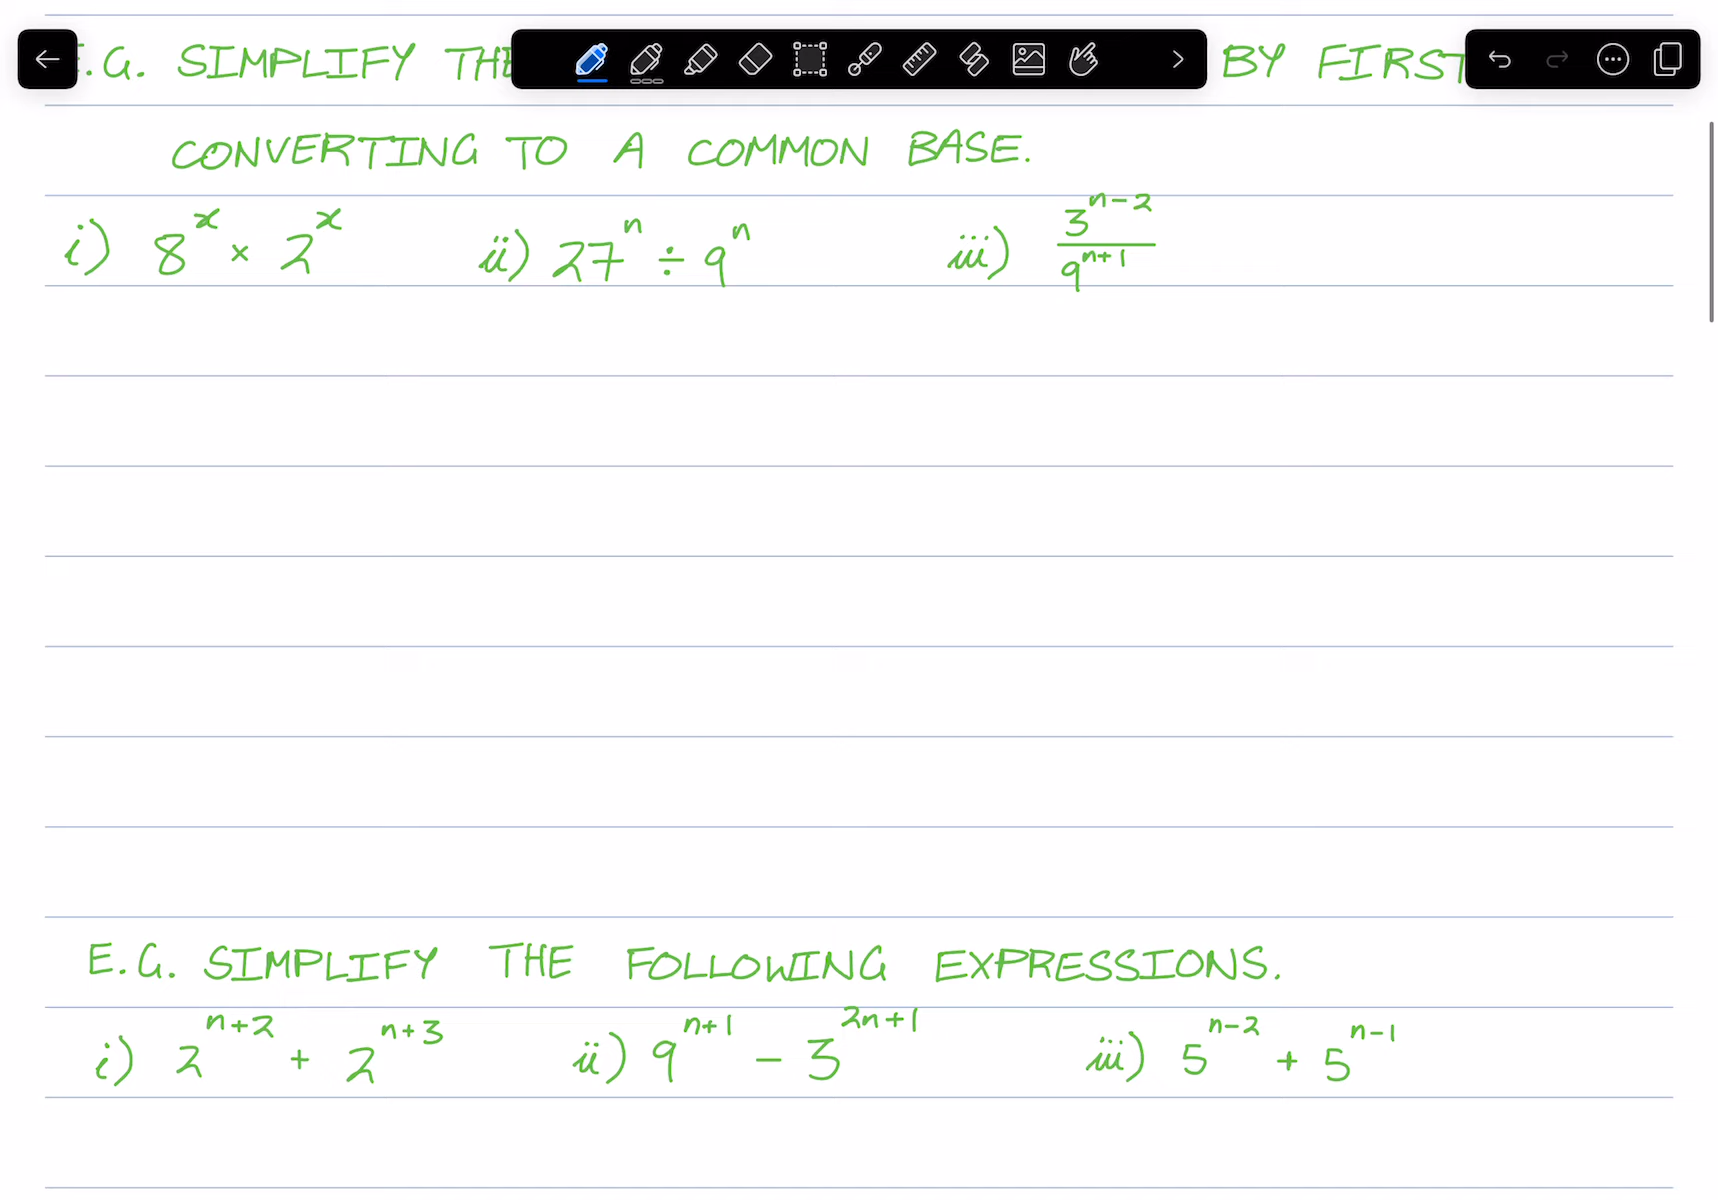 .G. SIMPLIFY THE BY FIRST
CONVERTING TO A COMMON BASE.
i) 8^x × 2^x ii) 27^n ÷ 9^n iii) 3^(n-2)/9^(n+1)
E.G. SIMPLIFY THE FOLLOWING EXPRESSIONS.
i) 2^(n+2) + 2^(n+3) ii) 9^(n+1) - 3^(2n+1) iii) 5^(n-2) + 5^(n-1)